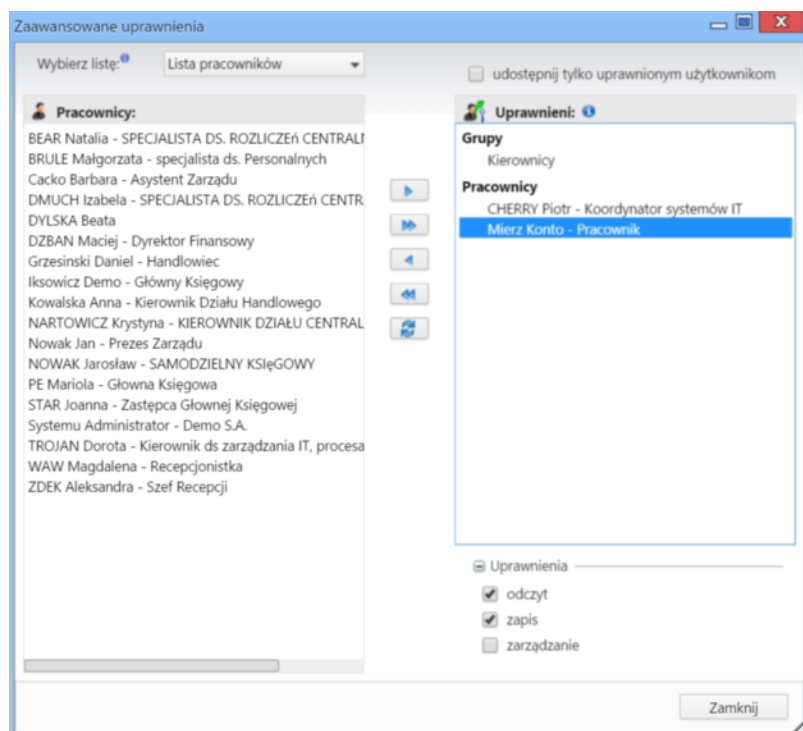 Zaawansowane uprawnienia
Wybierz listę:
Lista pracowników
udostępnij tylko uprawnionym użytkownikom
Pracownicy:
BEAR Natalia - SPECJALISTA DS. ROZLICZEń CENTRAL
BRULE Małgorzata - specjalista ds. Personalnych
Cacko Barbara - Asystent Zarządu
DMUCH Izabela - SPECJALISTA DS. ROZLICZEń CENTR
DYLSKA Beata
DZBAN Maciej - Dyrektor Finansowy
Grzesinski Daniel - Handlowiec
Iksowicz Demo - Główny Księgowy
Kowalska Anna - Kierownik Działu Handlowego
NARTOWICZ Krystyna - KIEROWNIK DZIAŁU CENTRAL
Nowak Jan - Prezes Zarządu
NOWAK Jarosław - SAMODZIELNY KSIęGOWY
PE Mariola - Głowna Księgowa
STAR Joanna - Zastępca Głownej Księgowej
Systemu Administrator - Demo S.A.
TROJAN Dorota - Kierownik ds zarządzania IT, procesa
WAW Magdalena - Recepcjonistka
ZDEK Aleksandra - Szef Recepcji
Uprawnieni:
Grupy
Kierownicy
Pracownicy
CHERRY Piotr - Koordynator systemów IT
Mierz Konto - Pracownik
Uprawnienia
odczyt
zapis
zarządzanie
Zamknij